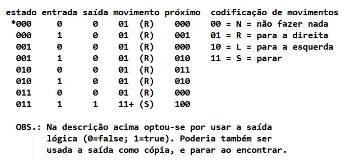 estado entrada saída movimento próximo codificação de movimentos
*000 0 0 01 (R) 000 00 = N = não fazer nada
000 1 0 01 (R) 001 01 = R = para a direita
001 0 0 01 (R) 000 10 = L = para a esquerda
001 1 0 01 (R) 010 11 = S = parar
010 0 0 01 (R) 011
010 1 0 01 (R) 010
011 0 0 01 (R) 000
011 1 1 11+ (S) 100
OBS.: Na descrição acima optou-se por usar a saída
lógica (0=false; 1=true). Poderia também ser
usada a saída como cópia, e parar ao encontrar.